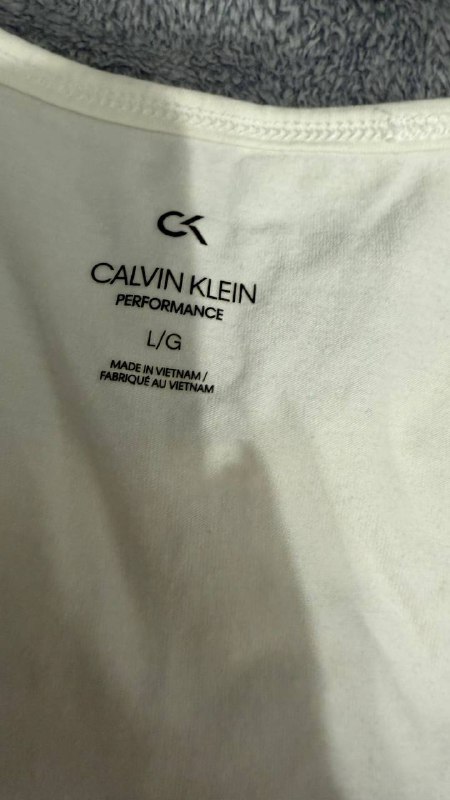 CK
CALVIN KLEIN
PERFORMANCE
L/G
MADE IN VIETNAM /
FABRIQUÉ AU VIETNAM